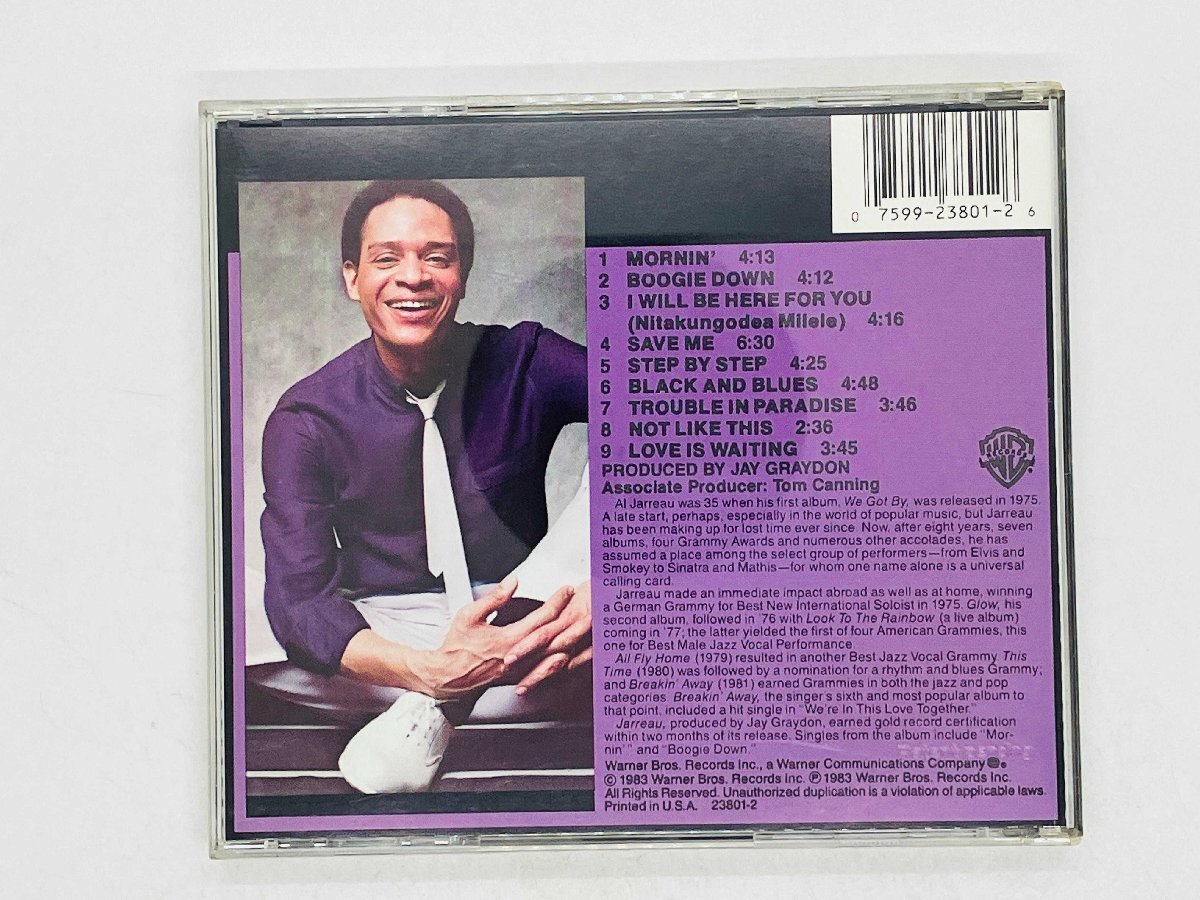 0 7599-23801-2 6
1 MORNIN' 4:13
2 BOOGIE DOWN 4:12
3 I WILL BE HERE FOR YOU
(Nitakungodea Milele) 4:16
4 SAVE ME 6:30
5 STEP BY STEP 4:25
6 BLACK AND BLUES 4:48
7 TROUBLE IN PARADISE 3:46
8 NOT LIKE THIS 2:36
9 LOVE IS WAITING 3:45
PRODUCED BY JAY GRAYDON
Associate Producer: Tom Canning
WB
RECORDS
Al Jarreau was 35 when his first album, We Got By, was released in 1975.
A late start, perhaps, especially in the world of popular music, but Jarreau
has been making up for lost time ever since. Now, after eight years, seven
albums, four Grammy Awards and numerous other accolades, he has
assumed a place among the select group of performers—from Elvis and
Smokey to Sinatra and Mathis—for whom one name alone is a universal
calling card.
Jarreau made an immediate impact abroad as well as at home, winning
a German Grammy for Best New International Soloist in 1975. Glow, his
second album, followed in '76 with Look To The Rainbow (a live album)
coming in '77; the latter yielded the first of four American Grammies, this
one for Best Male Jazz Vocal Performance.
All Fly Home (1979) resulted in another Best Jazz Vocal Grammy. This
Time (1980) was followed by a nomination for a rhythm and blues Grammy;
and Breakin' Away (1981) earned Grammies in both the jazz and pop
categories. Breakin' Away, the singer's sixth and most popular album to
that point, included a hit single in "We're In This Love Together."
Jarreau, produced by Jay Graydon, earned gold record certification
within two months of its release. Singles from the album include "Mor-
nin'" and "Boogie Down."
Warner Bros. Records Inc., a Warner Communications Company
© 1983 Warner Bros. Records Inc. ℗ 1983 Warner Bros. Records Inc.
All Rights Reserved. Unauthorized duplication is a violation of applicable laws.
Printed in U.S.A. 23801-2